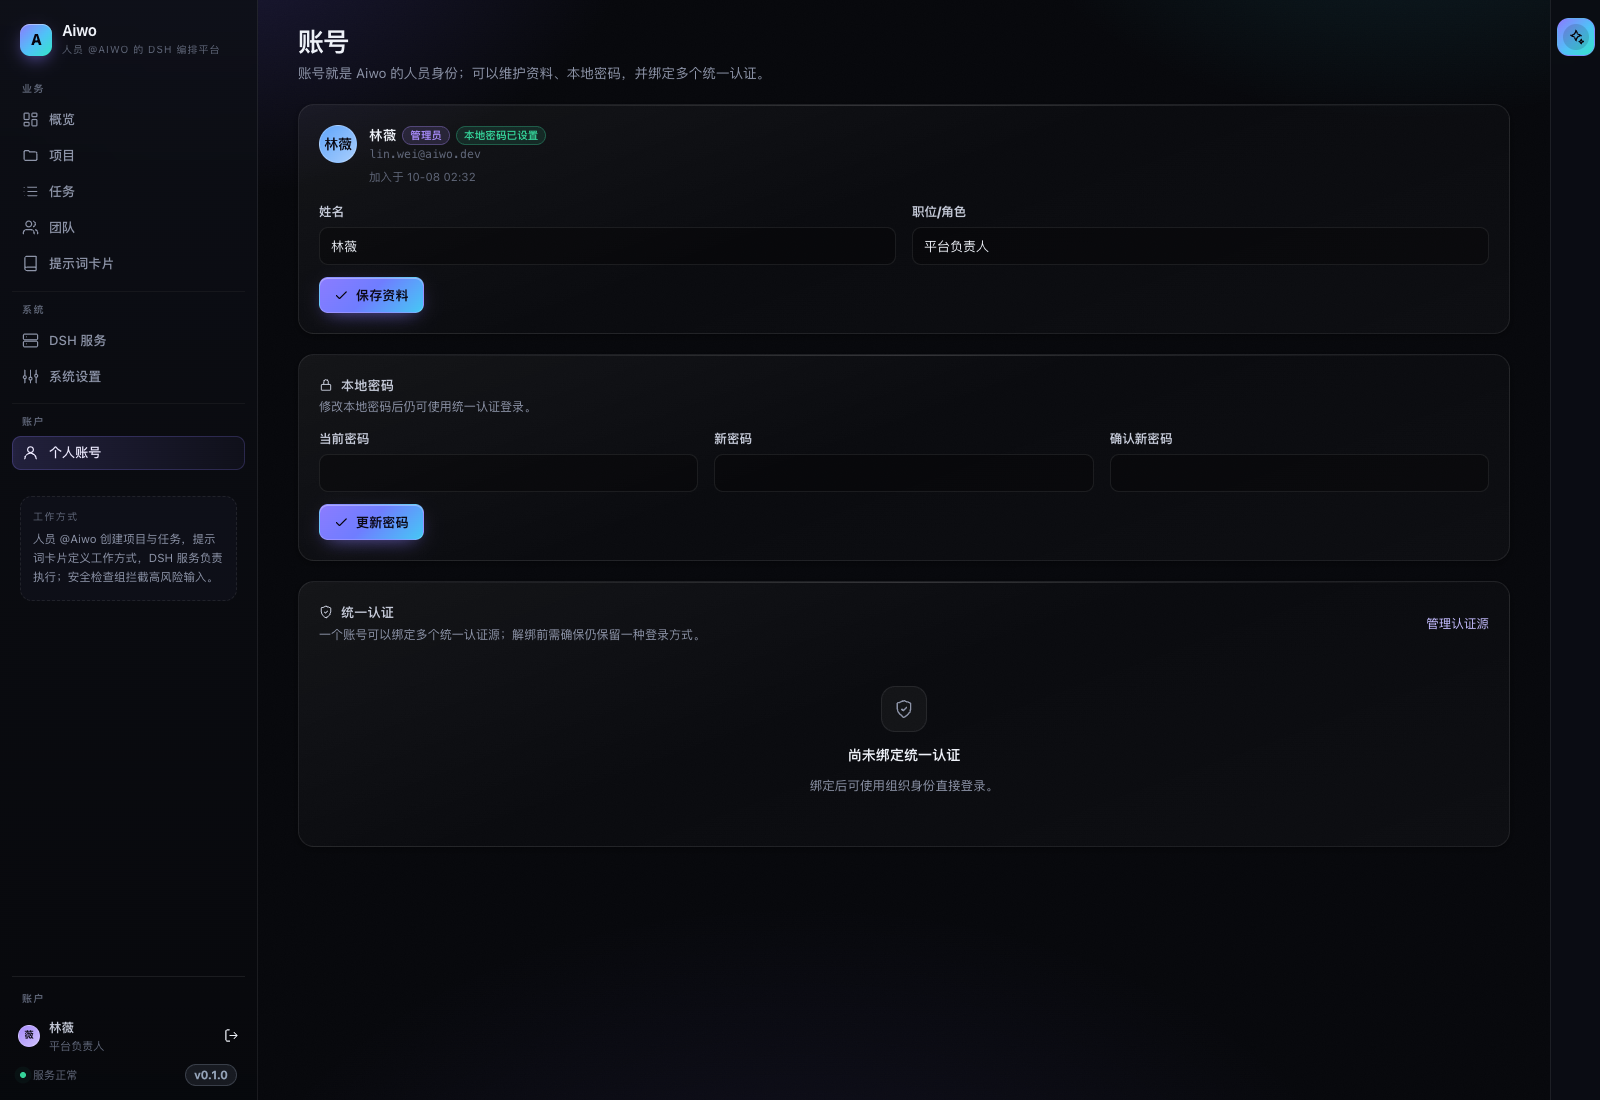 A
Aiwo
人员 @AIWO 的 DSH 编排平台
业务
概览
项目
任务
团队
提示词卡片
系统
DSH 服务
系统设置
账户
个人账号
工作方式
人员 @Aiwo 创建项目与任务，提示
词卡片定义工作方式，DSH 服务负责
执行；安全检查组拦截高风险输入。
账户
薇
林薇
平台负责人
服务正常
v0.1.0
账号
账号就是 Aiwo 的人员身份；可以维护资料、本地密码，并绑定多个统一认证。
林薇
林薇
管理员
本地密码已设置
lin.wei@aiwo.dev
加入于 10-08 02:32
姓名
职位/角色
林薇
平台负责人
保存资料
本地密码
修改本地密码后仍可使用统一认证登录。
当前密码
新密码
确认新密码
更新密码
统一认证
一个账号可以绑定多个统一认证源；解绑前需确保仍保留一种登录方式。
管理认证源
尚未绑定统一认证
绑定后可使用组织身份直接登录。